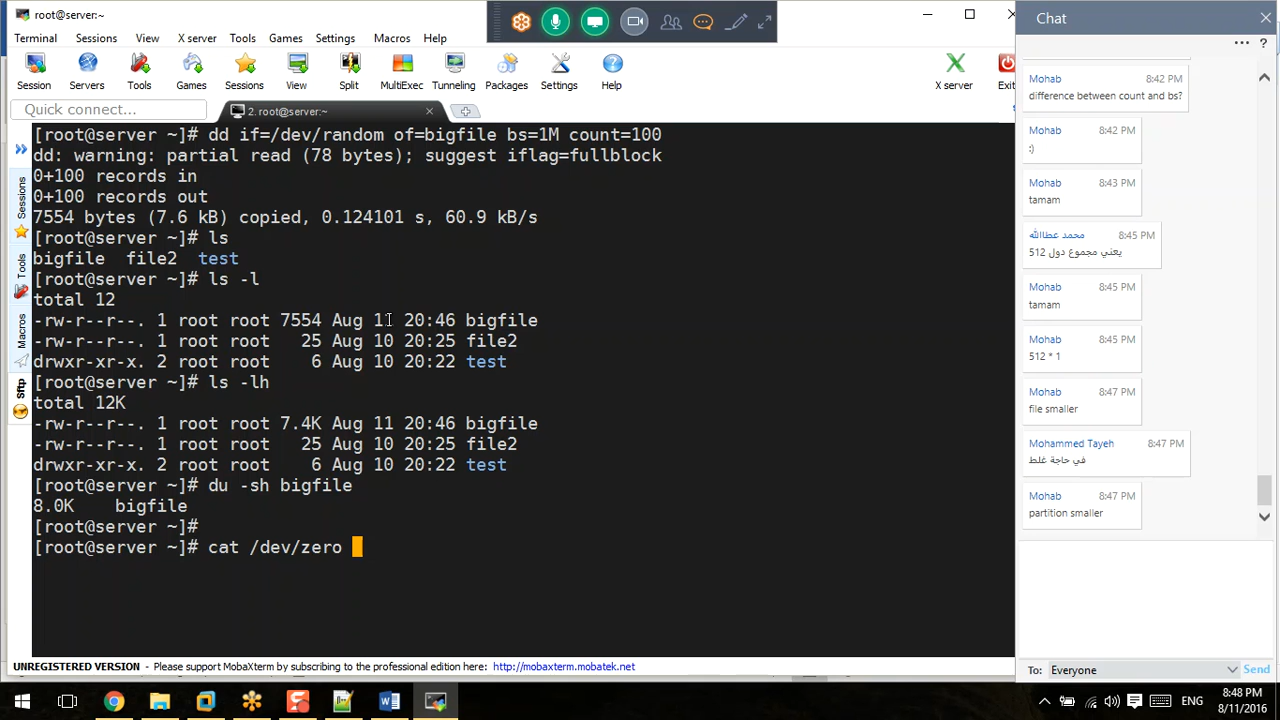 2. root@server:~
Terminal Sessions View X server Tools Games Settings Macros Help
Session Servers Tools Games Sessions View Split MultiExec Tunneling Packages Settings Help X server Exit
Quick connect...
2. root@server:~
[root@server ~]# dd if=/dev/random of=bigfile bs=1M count=100
dd: warning: partial read (78 bytes); suggest iflag=fullblock
0+100 records in
0+100 records out
7554 bytes (7.6 kB) copied, 0.124101 s, 60.9 kB/s
[root@server ~]# ls
bigfile file2 test
[root@server ~]# ls -l
total 12
-rw-r--r--. 1 root root 7554 Aug 11 20:46 bigfile
-rw-r--r--. 1 root root 25 Aug 10 20:25 file2
drwxr-xr-x. 2 root root 6 Aug 10 20:22 test
[root@server ~]# ls -lh
total 12K
-rw-r--r--. 1 root root 7.4K Aug 11 20:46 bigfile
-rw-r--r--. 1 root root 25 Aug 10 20:25 file2
drwxr-xr-x. 2 root root 6 Aug 10 20:22 test
[root@server ~]# du -sh bigfile
8.0K bigfile
[root@server ~]#
[root@server ~]# cat /dev/zero
Sessions
Tools
Macros
Sftp
UNREGISTERED VERSION - Please support MobaXterm by subscribing to the professional edition here: http://mobaxterm.mobatek.net
Chat
Mohab 8:42 PM
difference between count and bs?
Mohab 8:42 PM
:)
Mohab 8:43 PM
tamam
محمد عطاالله 8:45 PM
يعني مجموع دول 512
Mohab 8:45 PM
tamam
Mohab 8:45 PM
512 * 1
Mohab 8:47 PM
file smaller
Mohammed Tayeh 8:47 PM
في حاجة غلط
Mohab 8:47 PM
partition smaller
To: Everyone Send
ENG
8:48 PM
8/11/2016